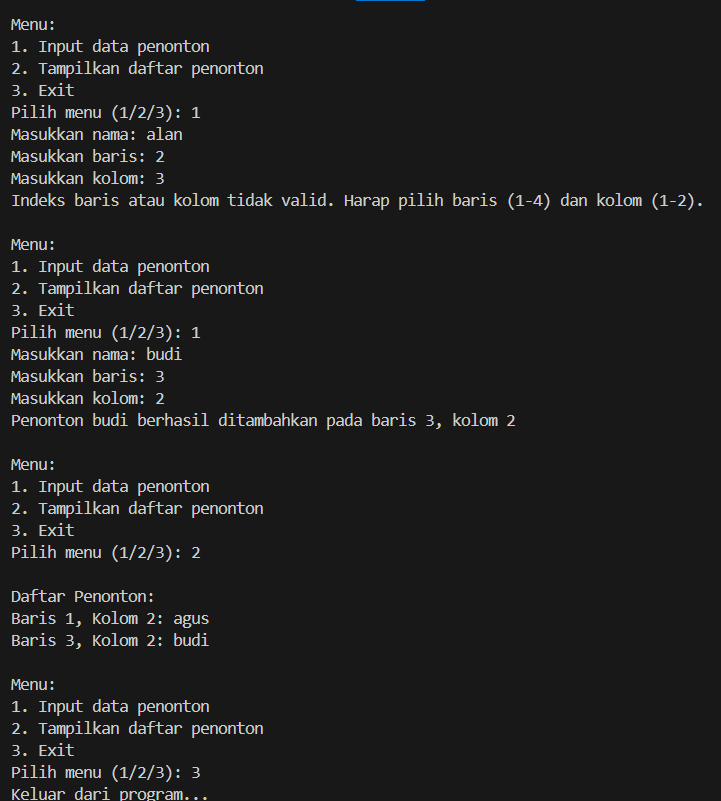 Menu:
1. Input data penonton
2. Tampilkan daftar penonton
3. Exit
Pilih menu (1/2/3): 1
Masukkan nama: alan
Masukkan baris: 2
Masukkan kolom: 3
Indeks baris atau kolom tidak valid. Harap pilih baris (1-4) dan kolom (1-2).
Menu:
1. Input data penonton
2. Tampilkan daftar penonton
3. Exit
Pilih menu (1/2/3): 1
Masukkan nama: budi
Masukkan baris: 3
Masukkan kolom: 2
Penonton budi berhasil ditambahkan pada baris 3, kolom 2
Menu:
1. Input data penonton
2. Tampilkan daftar penonton
3. Exit
Pilih menu (1/2/3): 2
Daftar Penonton:
Baris 1, Kolom 2: agus
Baris 3, Kolom 2: budi
Menu:
1. Input data penonton
2. Tampilkan daftar penonton
3. Exit
Pilih menu (1/2/3): 3
Keluar dari program...